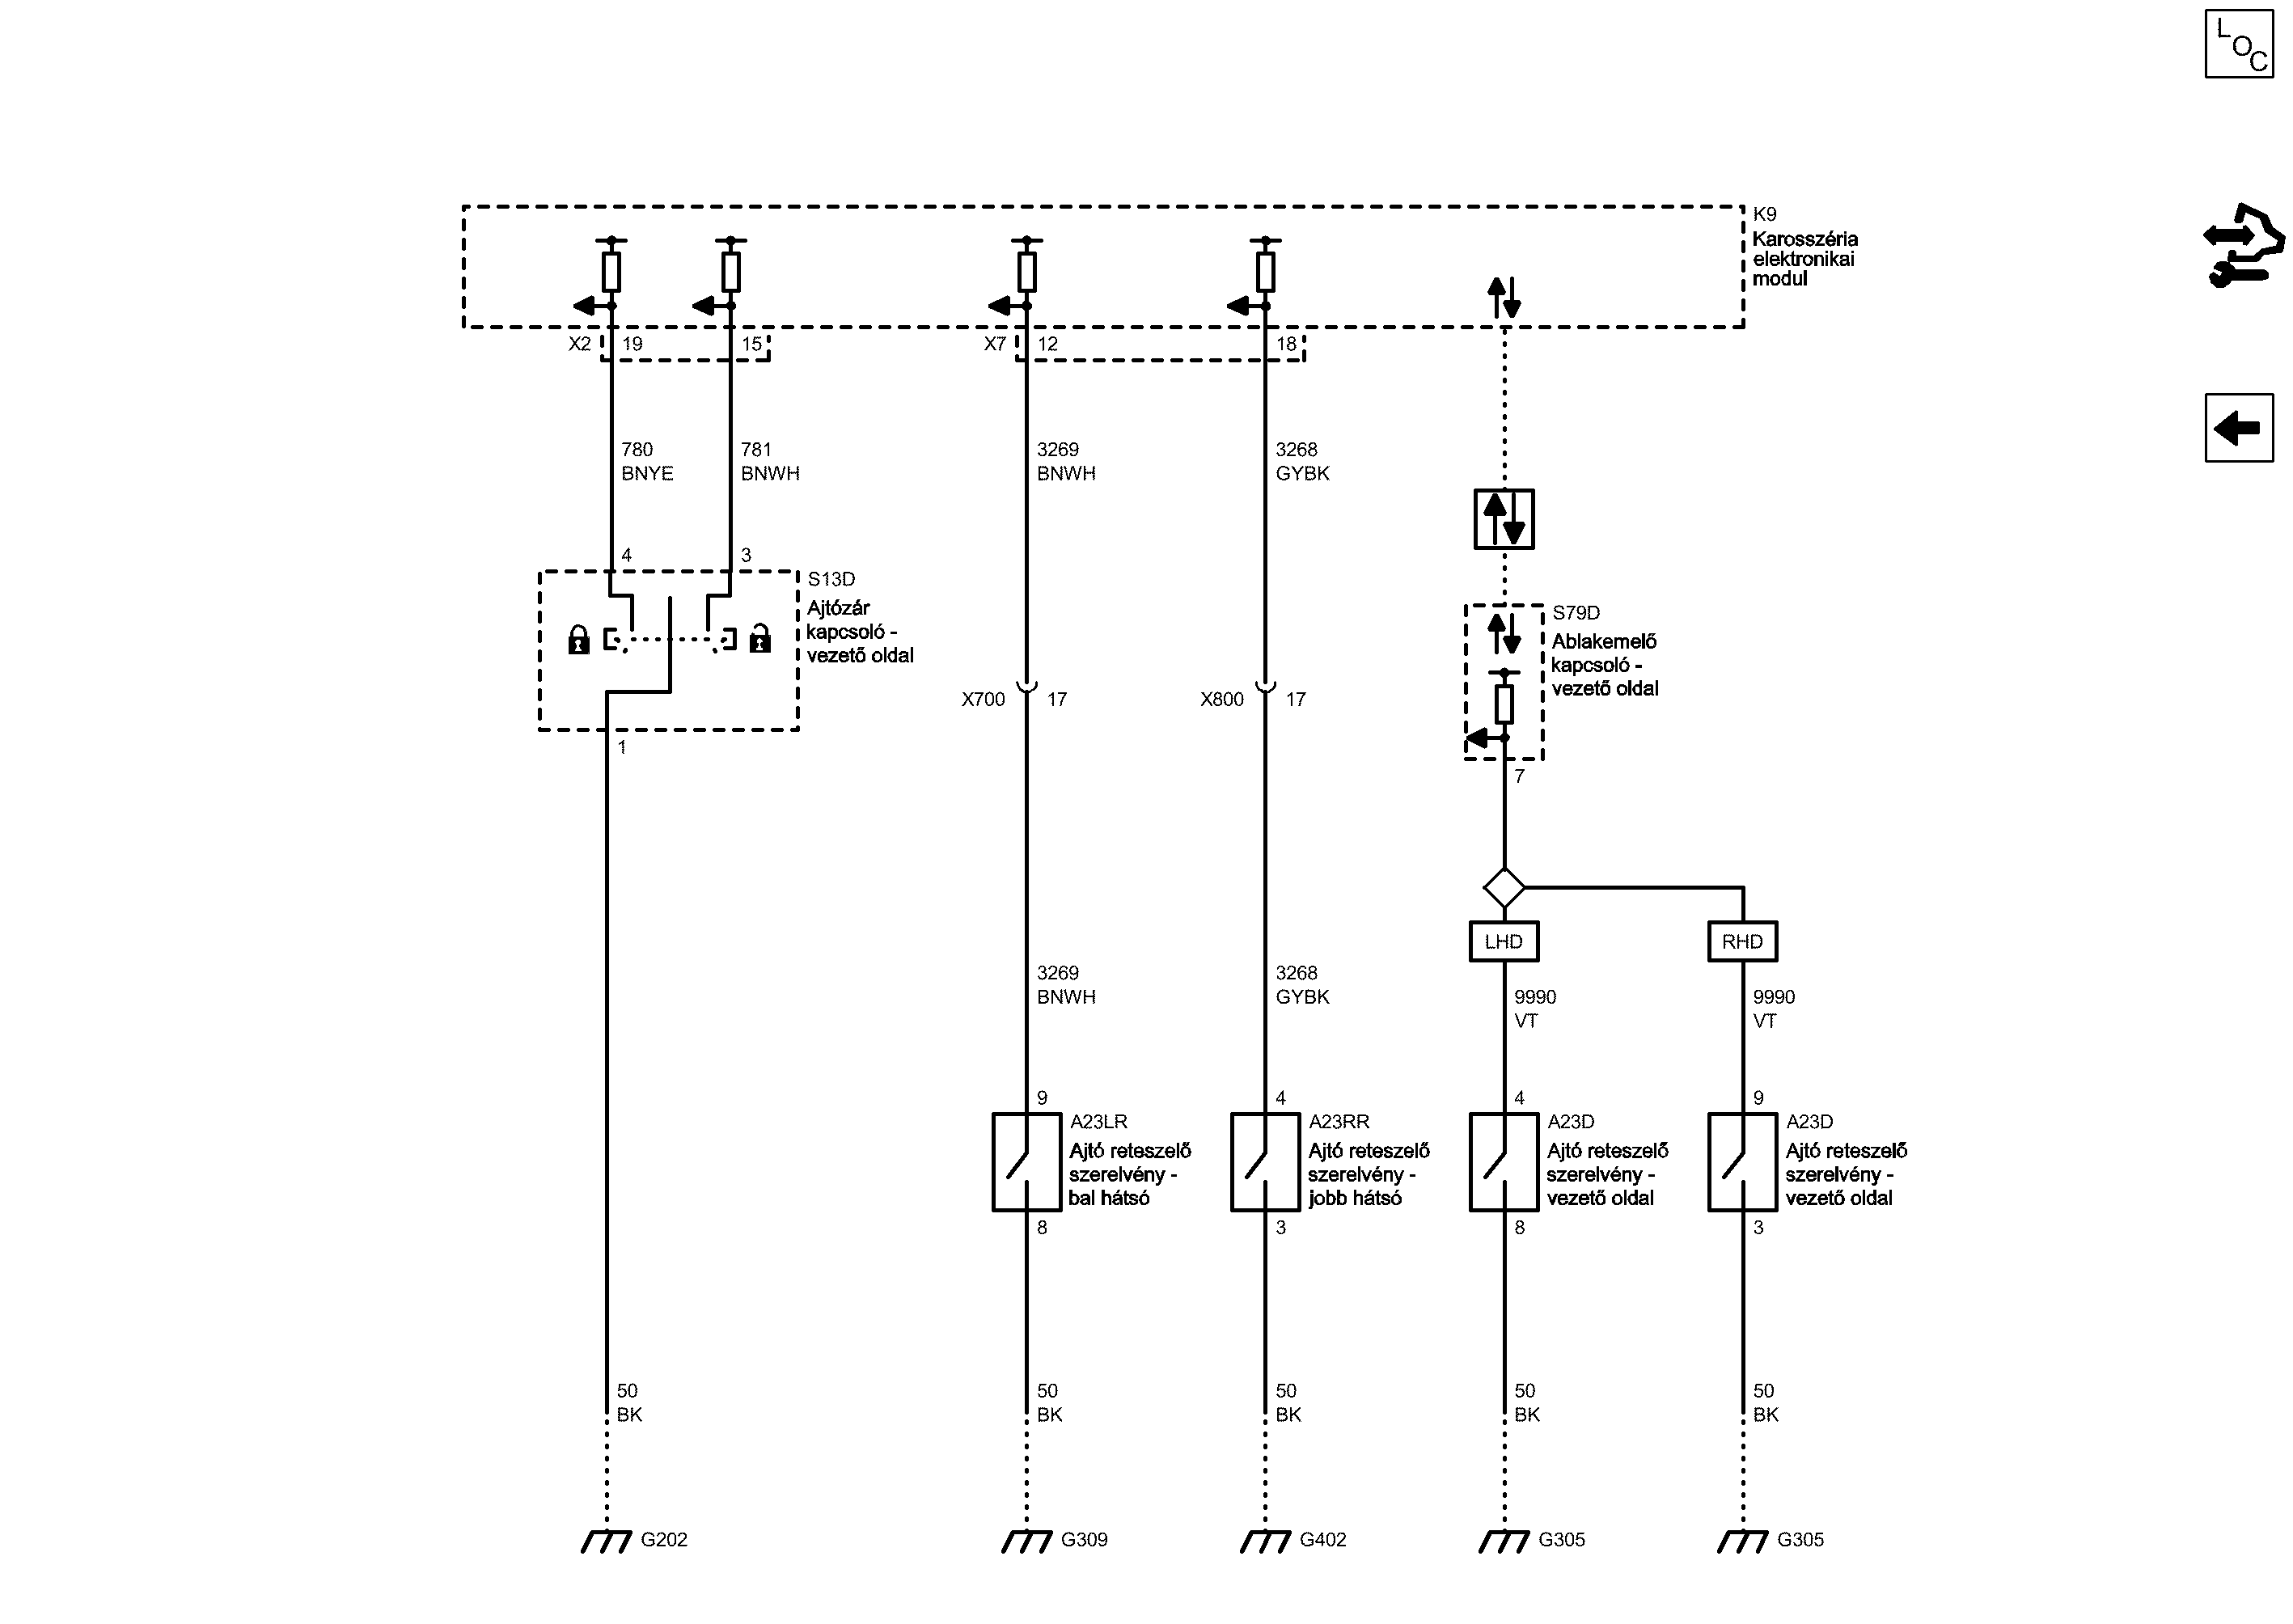 LOC
K9
Karosszéria
elektronikai
modul
X2 19 15 X7 12 18
780
BNYE
781
BNWH
3269
BNWH
3268
GYBK
4 3
S13D
Ajtózár
kapcsoló -
vezető oldal
1
S79D
Ablakemelő
kapcsoló -
vezető oldal
7
X700 17 X800 17
LHD RHD
3269
BNWH
3268
GYBK
9990
VT
9990
VT
9 4 4 9
A23LR
Ajtó reteszelő
szerelvény -
bal hátsó
A23RR
Ajtó reteszelő
szerelvény -
jobb hátsó
A23D
Ajtó reteszelő
szerelvény -
vezető oldal
A23D
Ajtó reteszelő
szerelvény -
vezető oldal
8 3 8 3
50
BK
50
BK
50
BK
50
BK
50
BK
G202 G309 G402 G305 G305